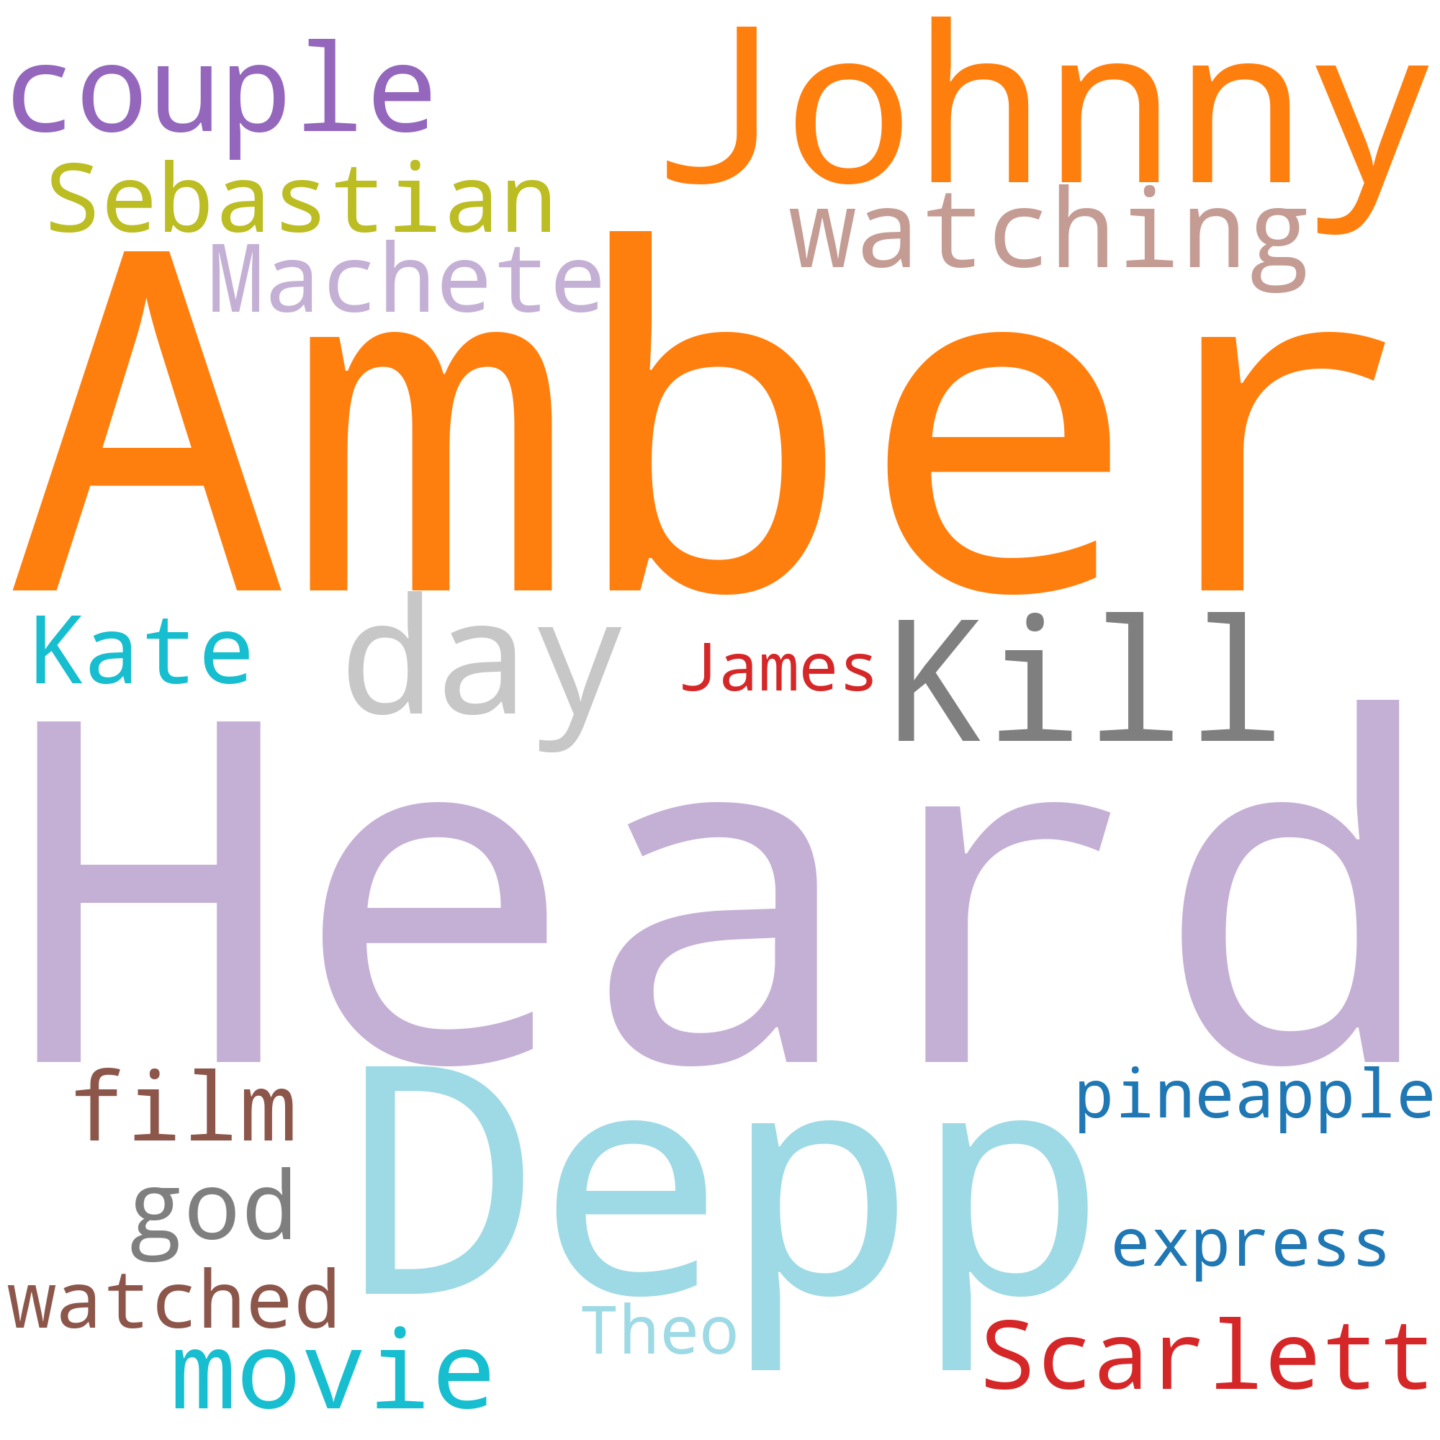 couple
Johnny
Sebastian
watching
Machete
Amber
Kate
day
James
Kill
Heard
film
Depp
pineapple
god
express
watched
Theo
movie
Scarlett